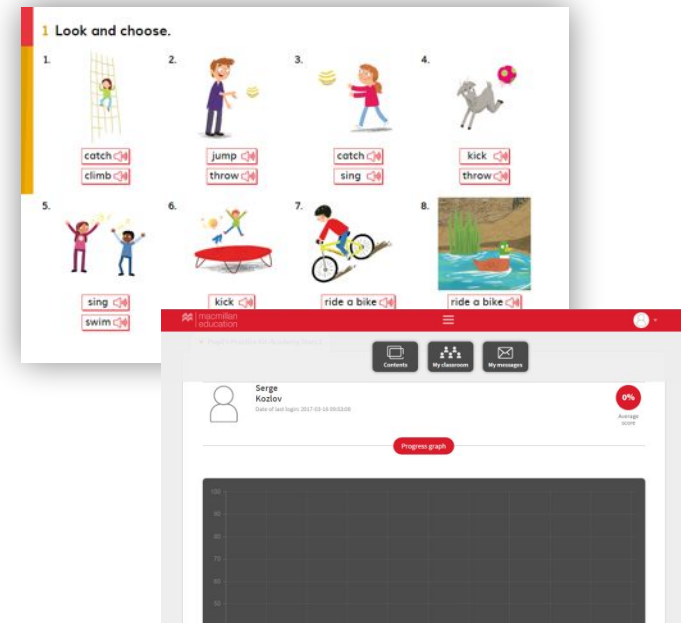 1 Look and choose.
1. 2. 3. 4.
catch jump catch kick
climb throw sing throw
5. 6. 7. 8.
sing kick ride a bike ride a bike
swim
macmillan
education
Contents My classroom My messages
Serge
Kozlov
Date of last login: 2017-03-10 09:53:08
0%
Average
score
Progress graph
100
90
80
70
60
50